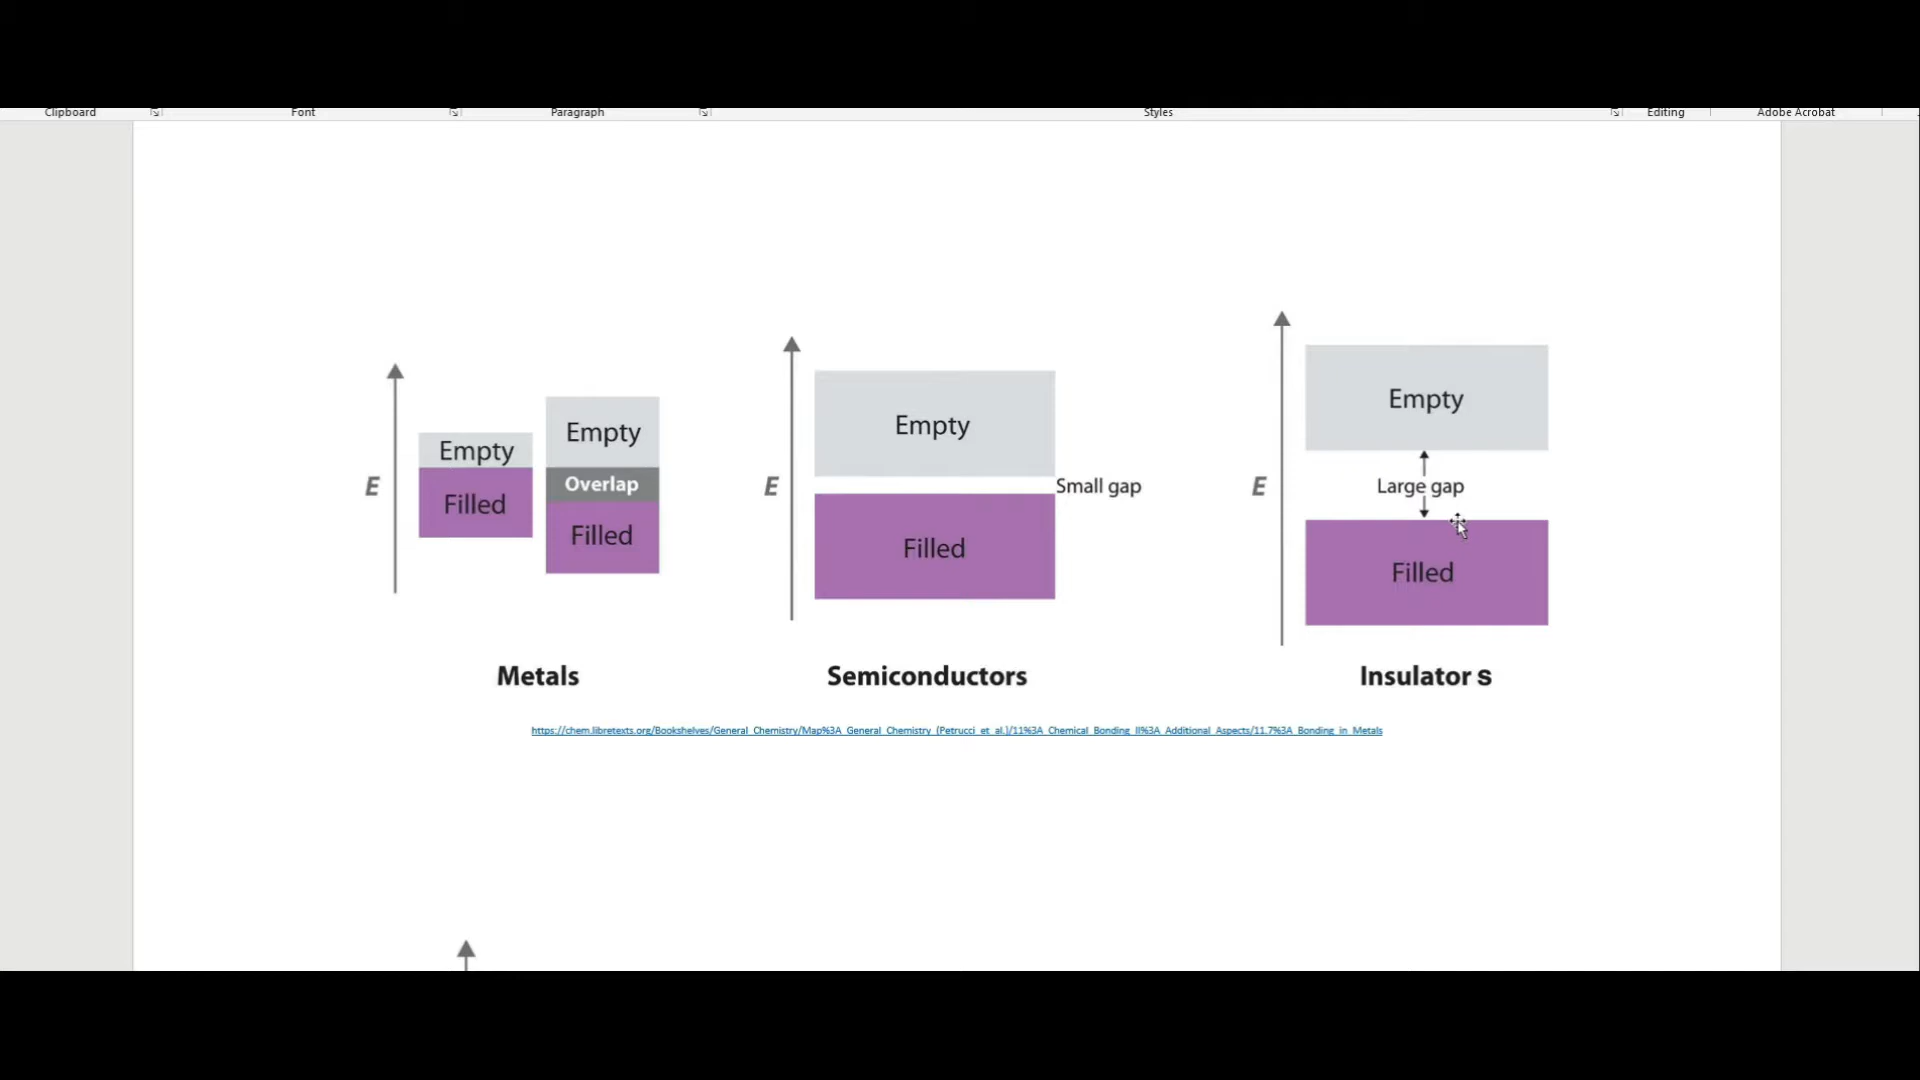 Clipboard Font Paragraph Styles Editing Adobe Acrobat
E
Empty
Filled
Empty
Overlap
Filled
Metals
E
Empty
Small gap
Filled
Semiconductors
E
Empty
Large gap
Filled
Insulator s
https://chem.libretexts.org/Bookshelves/General_Chemistry/Map%3A_General_Chemistry_(Petrucci_et_al.)/11%3A_Chemical_Bonding_II%3A_Additional_Aspects/11.7%3A_Bonding_in_Metals